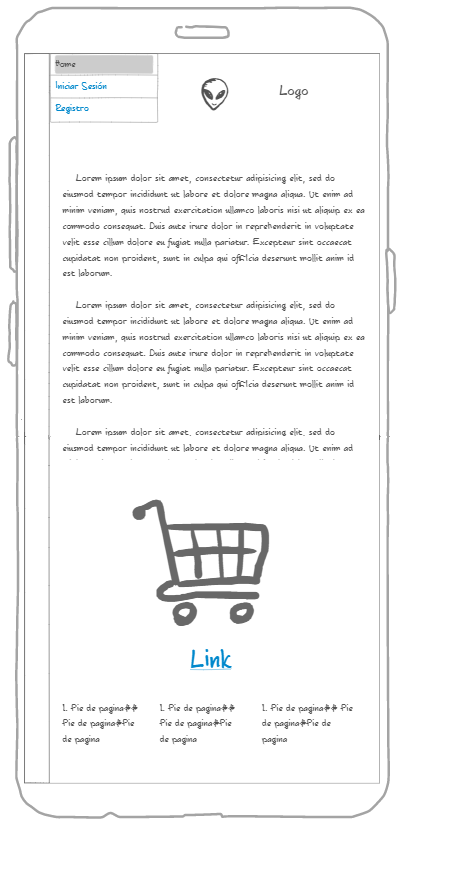 Home
Iniciar Sesión
Registro
Logo
Lorem ipsum dolor sit amet, consectetur adipisicing elit, sed do
eiusmod tempor incididunt ut labore et dolore magna aliqua. Ut enim ad
minim veniam, quis nostrud exercitation ullamco laboris nisi ut aliquip ex ea
commodo consequat. Duis aute irure dolor in reprehenderit in voluptate
velit esse cillum dolore eu fugiat nulla pariatur. Excepteur sint occaecat
cupidatat non proident, sunt in culpa qui officia deserunt mollit anim id
est laborum.
Lorem ipsum dolor sit amet, consectetur adipisicing elit, sed do
eiusmod tempor incididunt ut labore et dolore magna aliqua. Ut enim ad
minim veniam, quis nostrud exercitation ullamco laboris nisi ut aliquip ex ea
commodo consequat. Duis aute irure dolor in reprehenderit in voluptate
velit esse cillum dolore eu fugiat nulla pariatur. Excepteur sint occaecat
cupidatat non proident, sunt in culpa qui officia deserunt mollit anim id
est laborum.
Lorem ipsum dolor sit amet, consectetur adipisicing elit, sed do
eiusmod tempor incididunt ut labore et dolore magna aliqua. Ut enim ad
Link
1. Pie de pagina##
Pie de pagina#Pie
de pagina
1. Pie de pagina##
Pie de pagina#Pie
de pagina
1. Pie de pagina## Pie
de pagina#Pie de
pagina